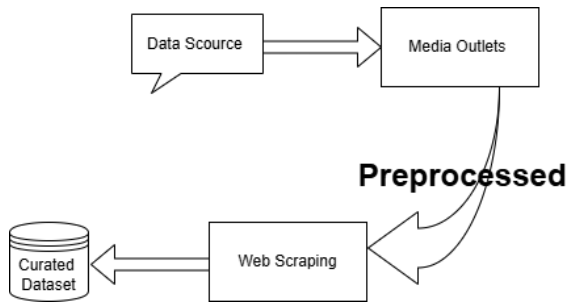 Data Scource
Media Outlets
Preprocessed
Web Scraping
Curated
Dataset